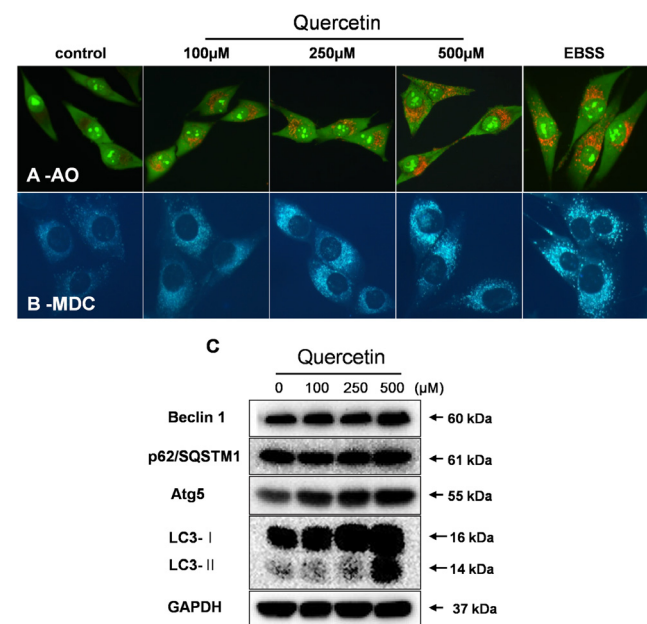 Quercetin
control 100µM 250µM 500µM EBSS
A -AO
B -MDC
C
Quercetin
0 100 250 500 (µM)
Beclin 1 ← 60 kDa
p62/SQSTM1 ← 61 kDa
Atg5 ← 55 kDa
LC3- Ⅰ ← 16 kDa
LC3- Ⅱ ← 14 kDa
GAPDH ← 37 kDa